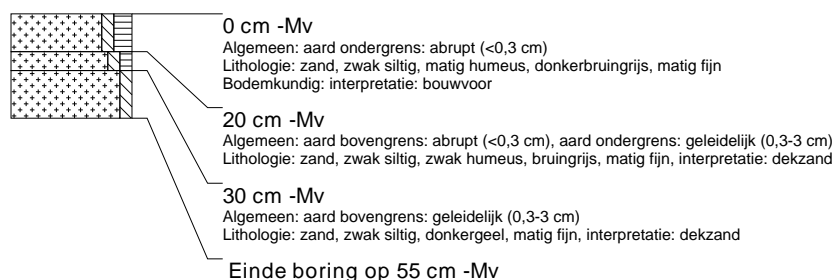 0 cm -Mv
Algemeen: aard ondergrens: abrupt (<0,3 cm)
Lithologie: zand, zwak siltig, matig humeus, donkerbruingrijs, matig fijn
Bodemkundig: interpretatie: bouwvoor
20 cm -Mv
Algemeen: aard bovengrens: abrupt (<0,3 cm), aard ondergrens: geleidelijk (0,3-3 cm)
Lithologie: zand, zwak siltig, zwak humeus, bruingrijs, matig fijn, interpretatie: dekzand
30 cm -Mv
Algemeen: aard bovengrens: geleidelijk (0,3-3 cm)
Lithologie: zand, zwak siltig, donkergeel, matig fijn, interpretatie: dekzand
Einde boring op 55 cm -Mv